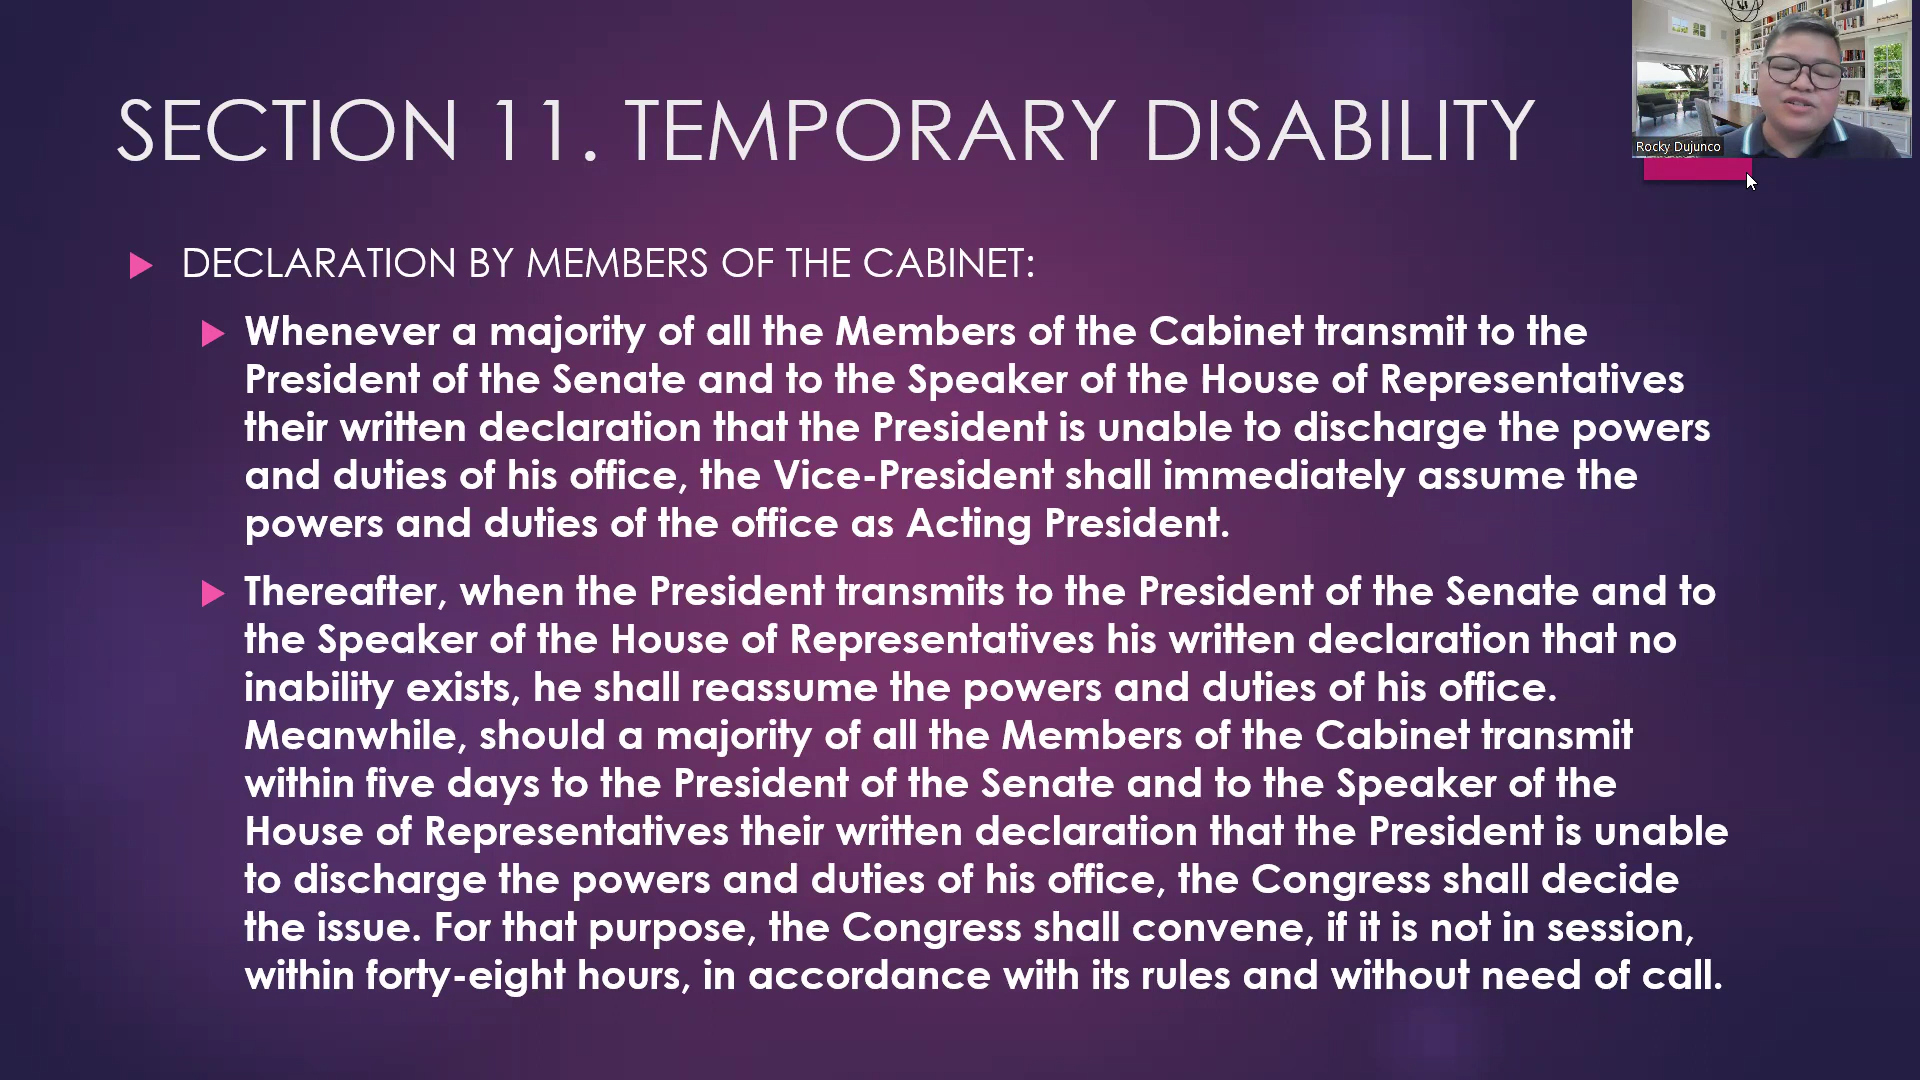 SECTION 11. TEMPORARY DISABILITY
Rocky Dujunco
DECLARATION BY MEMBERS OF THE CABINET:
Whenever a majority of all the Members of the Cabinet transmit to the
President of the Senate and to the Speaker of the House of Representatives
their written declaration that the President is unable to discharge the powers
and duties of his office, the Vice-President shall immediately assume the
powers and duties of the office as Acting President.
Thereafter, when the President transmits to the President of the Senate and to
the Speaker of the House of Representatives his written declaration that no
inability exists, he shall reassume the powers and duties of his office.
Meanwhile, should a majority of all the Members of the Cabinet transmit
within five days to the President of the Senate and to the Speaker of the
House of Representatives their written declaration that the President is unable
to discharge the powers and duties of his office, the Congress shall decide
the issue. For that purpose, the Congress shall convene, if it is not in session,
within forty-eight hours, in accordance with its rules and without need of call.